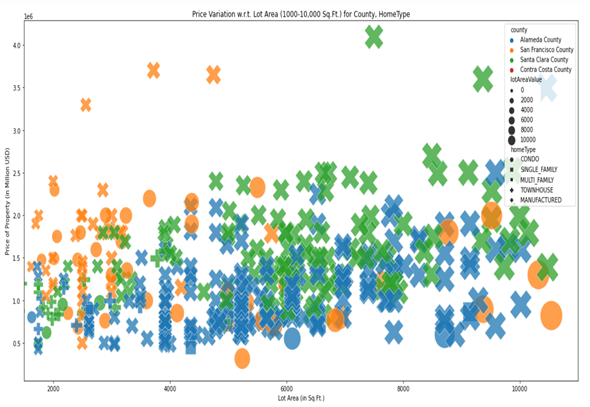 Price Variation w.r.t. Lot Area (1000-10,000 Sq.Ft.) for County, HomeType
1e6
county
Alameda County
San Francisco County
Santa Clara County
Contra Costa County
lotAreaValue
0
2000
4000
6000
8000
10000
homeType
CONDO
SINGLE_FAMILY
MULTI_FAMILY
TOWNHOUSE
MANUFACTURED
4.0
3.5
3.0
2.5
2.0
1.5
1.0
0.5
Price of Property (in Million USD)
2000 4000 6000 8000 10000
Lot Area (in Sq.Ft.)